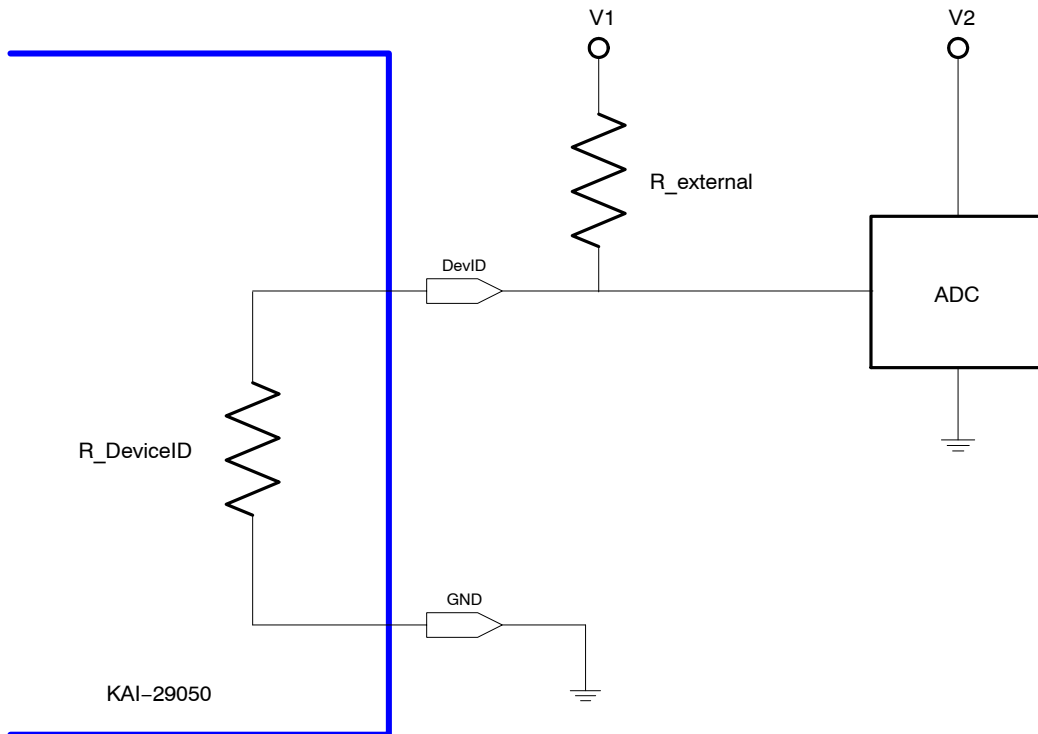 V1
V2
R_external
DevID
ADC
R_DeviceID
GND
KAI−29050